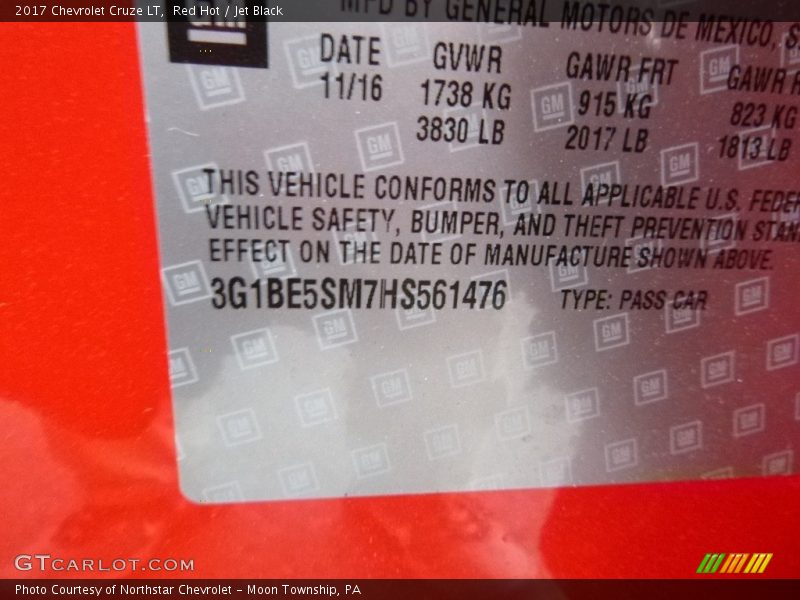 2017 Chevrolet Cruze LT, Red Hot / Jet Black
GM
MFD BY GENERAL MOTORS DE MEXICO, S
DATE GVWR GAWR FRT GAWR R
11/16 1738 KG 915 KG 823 KG
3830 LB 2017 LB 1813 LB
THIS VEHICLE CONFORMS TO ALL APPLICABLE U.S. FEDER
VEHICLE SAFETY, BUMPER, AND THEFT PREVENTION STAN
EFFECT ON THE DATE OF MANUFACTURE SHOWN ABOVE.
3G1BE5SM7HS561476 TYPE: PASS CAR
GTCARLOT.COM
Photo Courtesy of Northstar Chevrolet - Moon Township, PA